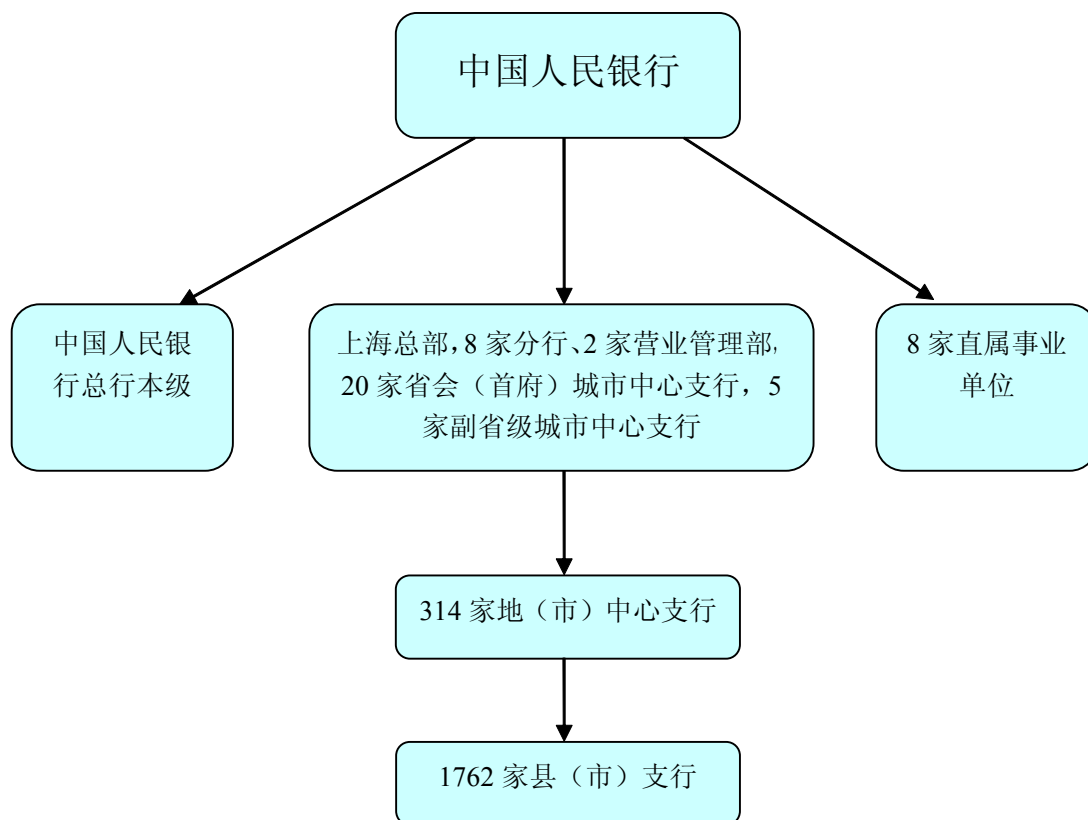 中国人民银行
中国人民银
行总行本级
上海总部，8 家分行、2 家营业管理部，
20 家省会（首府）城市中心支行，5
家副省级城市中心支行
8 家直属事业
单位
314 家地（市）中心支行
1762 家县（市）支行